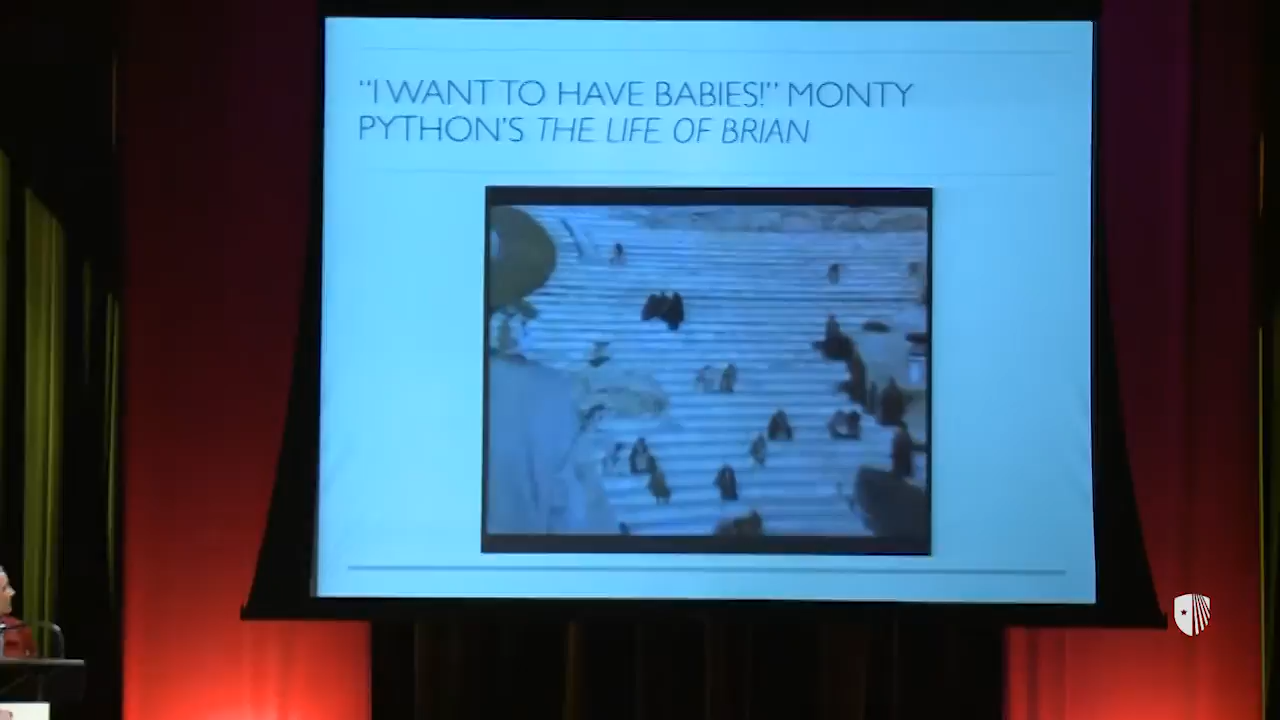 “I WANT TO HAVE BABIES!” MONTY
PYTHON’S THE LIFE OF BRIAN